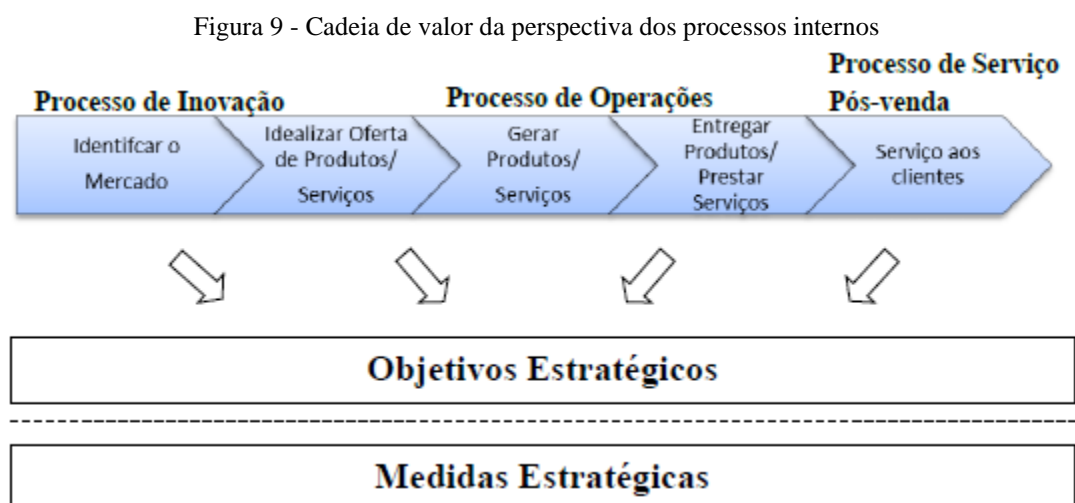 Figura 9 - Cadeia de valor da perspectiva dos processos internos
Processo de Inovação
Processo de Operações
Processo de Serviço
Pós-venda
Identifcar o
Mercado
Idealizar Oferta
de Produtos/
Serviços
Gerar
Produtos/
Serviços
Entregar
Produtos/
Prestar
Serviços
Serviço aos
clientes
Objetivos Estratégicos
Medidas Estratégicas